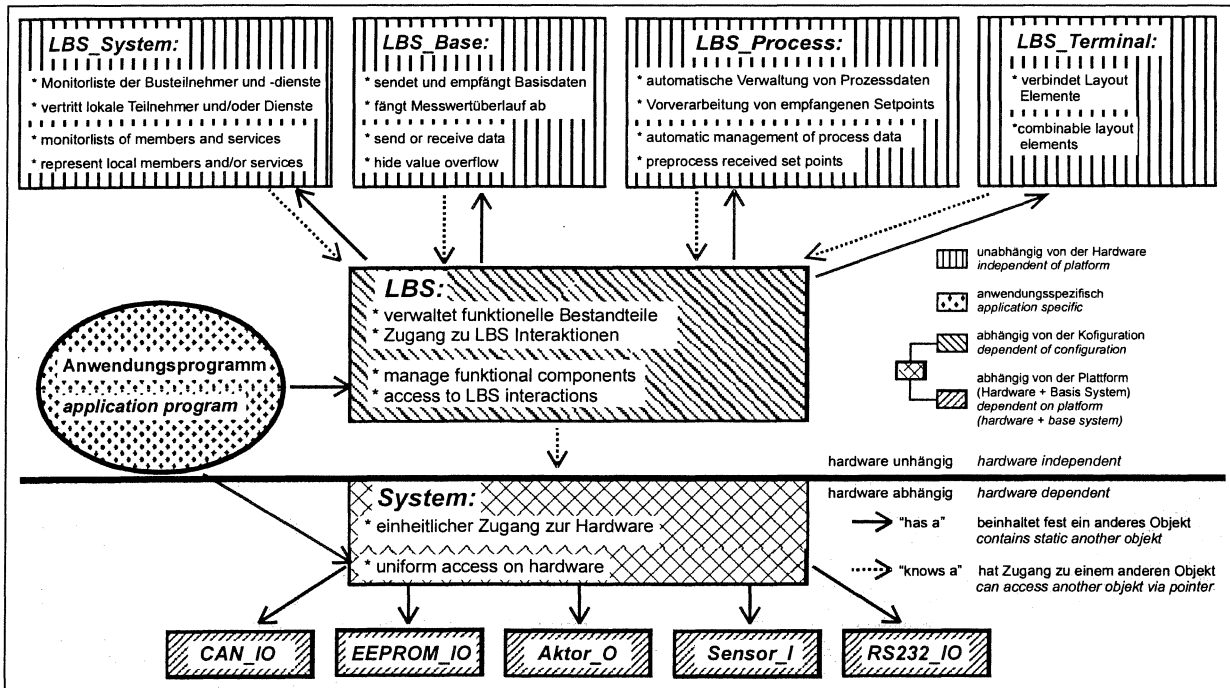 LBS_System:
* Monitorliste der Busteilnehmer und -dienste
* vertritt lokale Teilnehmer und/oder Dienste
* monitorlists of members and services
* represent local members and/or services
LBS_Base:
* sendet und empfängt Basisdaten
* fängt Messwertüberlauf ab
* send or receive data
* hide value overflow
LBS_Process:
* automatische Verwaltung von Prozessdaten
* Vorverarbeitung von empfangenen Setpoints
* automatic management of process data
* preprocess received set points
LBS_Terminal:
* verbindet Layout
Elemente
*combinable layout
elements
LBS:
* verwaltet funktionelle Bestandteile
* Zugang zu LBS Interaktionen
* manage funktional components
* access to LBS interactions
Anwendungsprogramm
application program
unabhängig von der Hardware
independent of platform
anwendungsspezifisch
application specific
abhängig von der Kofiguration
dependent of configuration
abhängig von der Plattform
(Hardware + Basis System)
dependent on platform
(hardware + base system)
hardware unhängig hardware independent
hardware abhängig hardware dependent
"has a" beinhaltet fest ein anderes Objekt
contains static another objekt
"knows a" hat Zugang zu einem anderen Objekt
can access another objekt via pointer
System:
* einheitlicher Zugang zur Hardware
* uniform access on hardware
CAN_IO
EEPROM_IO
Aktor_O
Sensor_I
RS232_IO